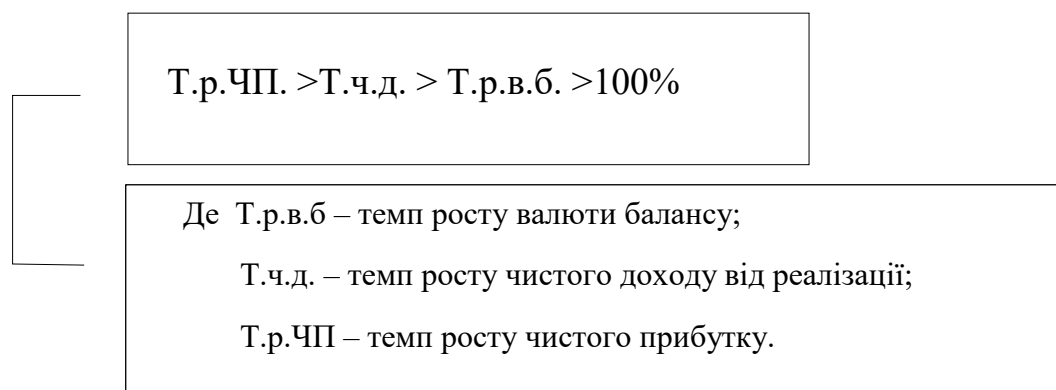 Т.р.ЧП. >Т.ч.д. > Т.р.в.б. >100%
Де Т.р.в.б – темп росту валюти балансу;
Т.ч.д. – темп росту чистого доходу від реалізації;
Т.р.ЧП – темп росту чистого прибутку.